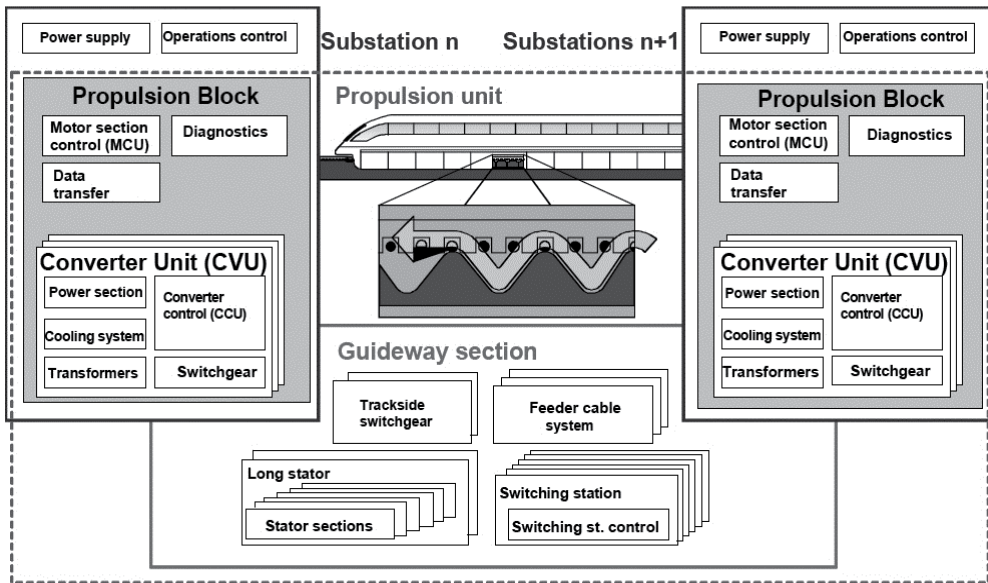 Power supply
Operations control
Substation n
Substations n+1
Power supply
Operations control
Propulsion Block
Motor section
control (MCU)
Diagnostics
Data
transfer
Converter Unit (CVU)
Power section
Converter
control (CCU)
Cooling system
Transformers
Switchgear
Propulsion unit
Propulsion Block
Motor section
control (MCU)
Diagnostics
Data
transfer
Converter Unit (CVU)
Power section
Converter
control (CCU)
Cooling system
Transformers
Switchgear
Guideway section
Trackside
switchgear
Feeder cable
system
Long stator
Stator sections
Switching station
Switching st. control